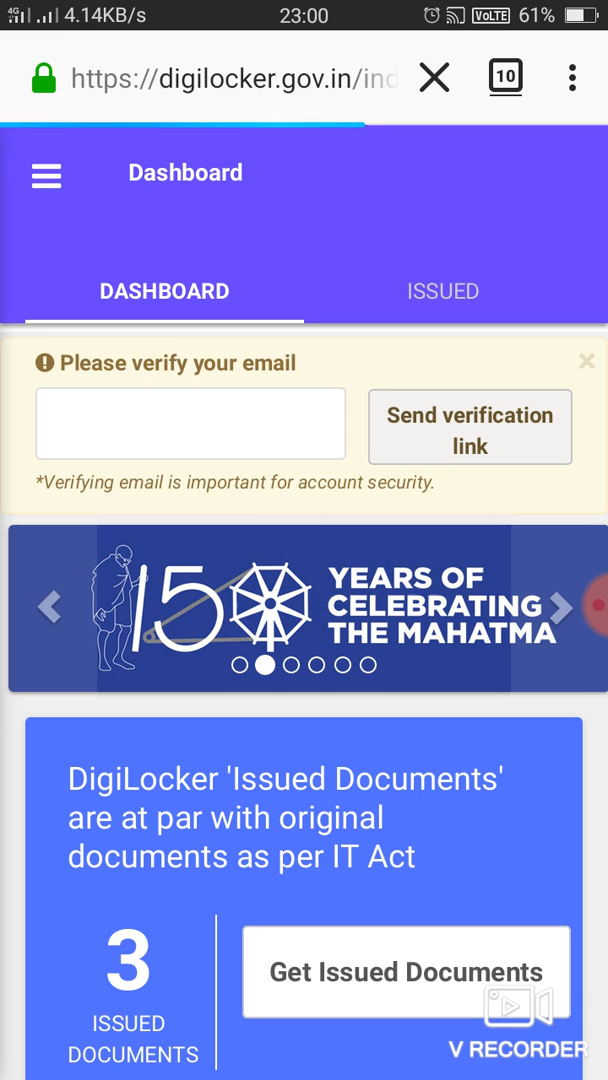 4G 4.14KB/s 23:00 VoLTE 61%
https://digilocker.gov.in/ind 10
Dashboard
DASHBOARD ISSUED
Please verify your email
Send verification
link
*Verifying email is important for account security.
150 YEARS OF
CELEBRATING
THE MAHATMA
DigiLocker 'Issued Documents'
are at par with original
documents as per IT Act
3
ISSUED
DOCUMENTS
Get Issued Documents
V RECORDER